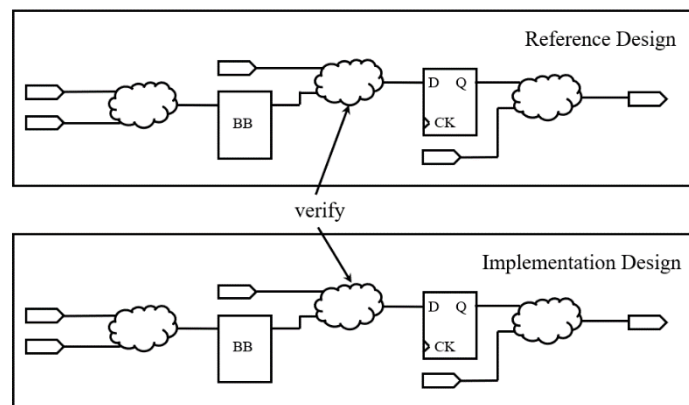 Reference Design
D Q
BB
CK
verify
Implementation Design
D Q
BB
CK